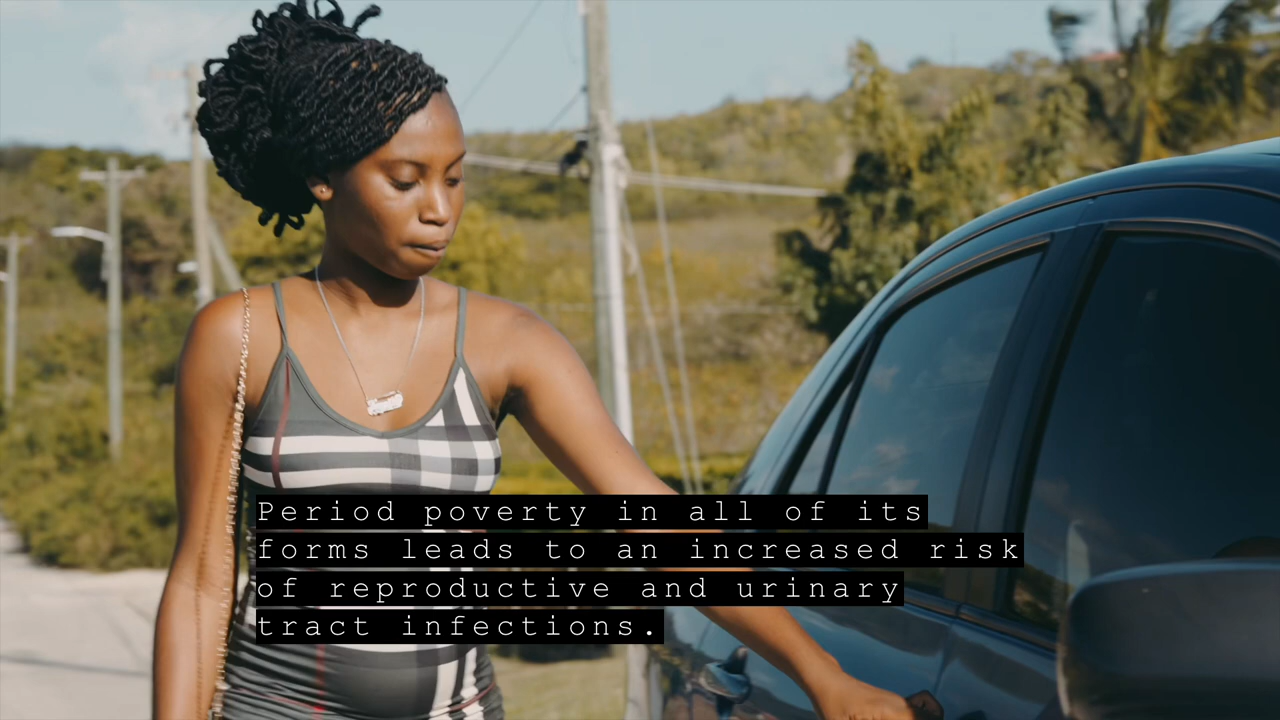 Period poverty in all of its
forms leads to an increased risk
of reproductive and urinary
tract infections.